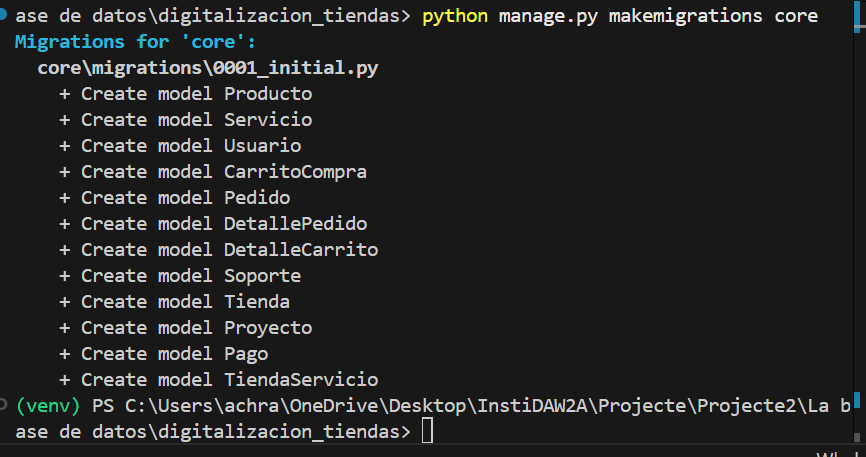 ase de datos\digitalizacion_tiendas> python manage.py makemigrations core
Migrations for 'core':
core\migrations\0001_initial.py
+ Create model Producto
+ Create model Servicio
+ Create model Usuario
+ Create model CarritoCompra
+ Create model Pedido
+ Create model DetallePedido
+ Create model DetalleCarrito
+ Create model Soporte
+ Create model Tienda
+ Create model Proyecto
+ Create model Pago
+ Create model TiendaServicio
(venv) PS C:\Users\achra\OneDrive\Desktop\InstiDAW2A\Projecte\Projecte2\La b
ase de datos\digitalizacion_tiendas>